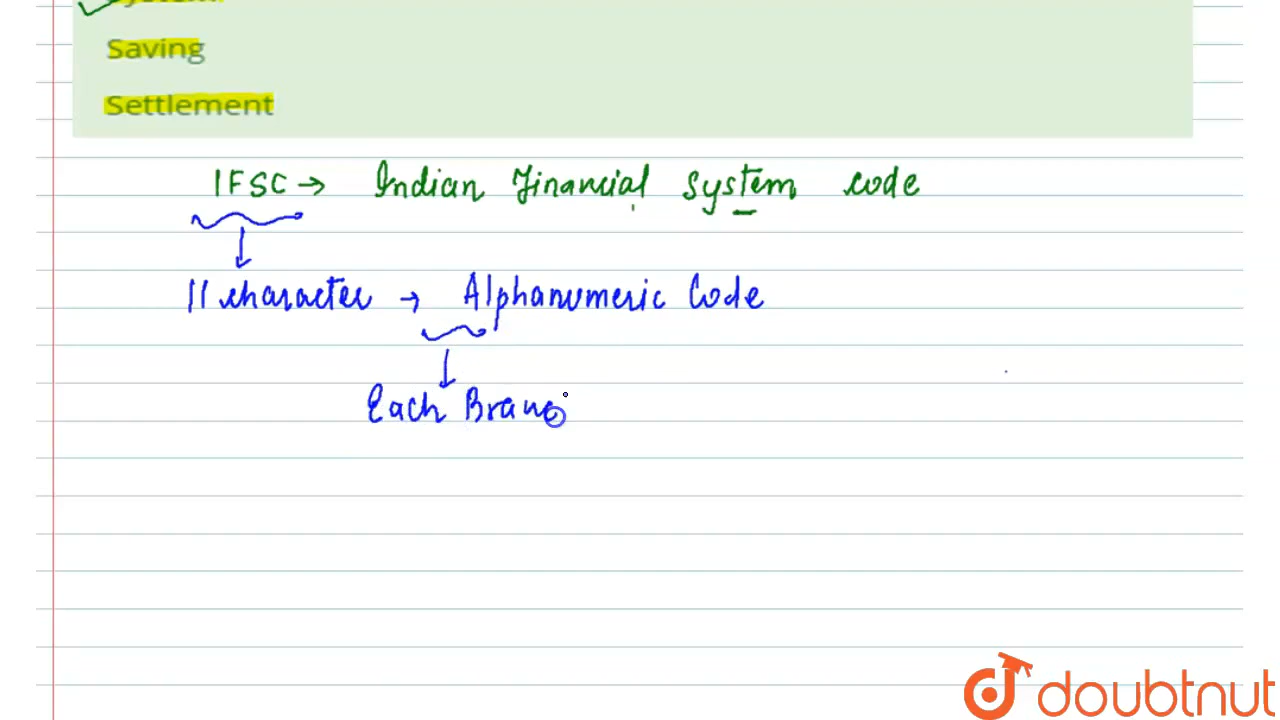 Saving
Settlement
IFSC → Indian Financial System code
11 character → Alphanumeric Code
Each Branc
doubtnut